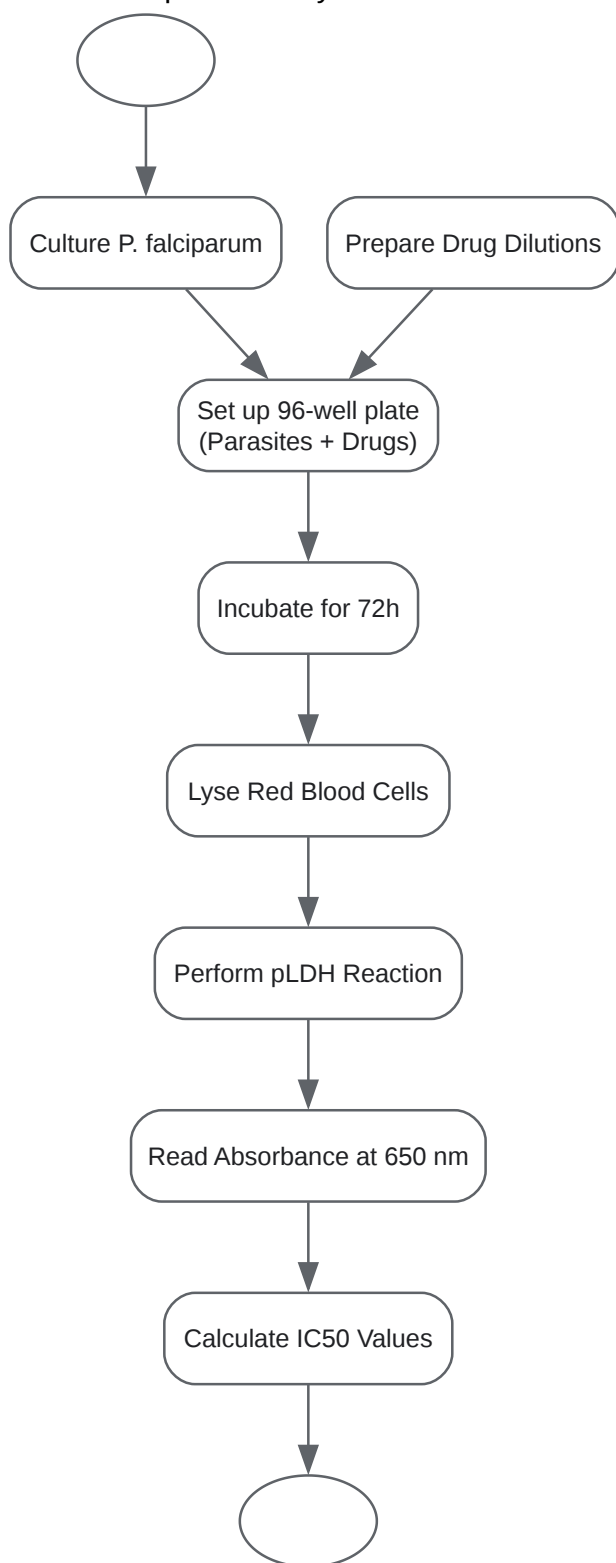 Culture P. falciparum
Prepare Drug Dilutions
Set up 96-well plate
(Parasites + Drugs)
Incubate for 72h
Lyse Red Blood Cells
Perform pLDH Reaction
Read Absorbance at 650 nm
Calculate IC50 Values